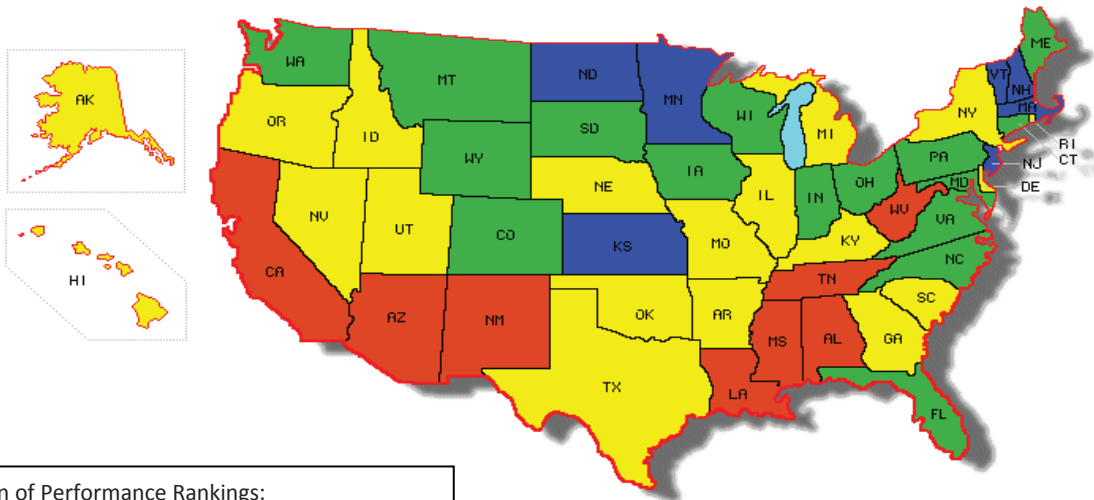 WA
MT
ND
MN
ME
VT
NH
MA
NY
WI
MI
RI
CT
NJ
DE
AK
OR
ID
SD
WY
IA
NE
PA
MD
OH
IN
IL
WV
VA
NV
UT
CO
KS
MO
KY
NC
CA
TN
SC
HI
AZ
NM
OK
AR
MS
AL
GA
TX
LA
FL
n of Performance Rankings: